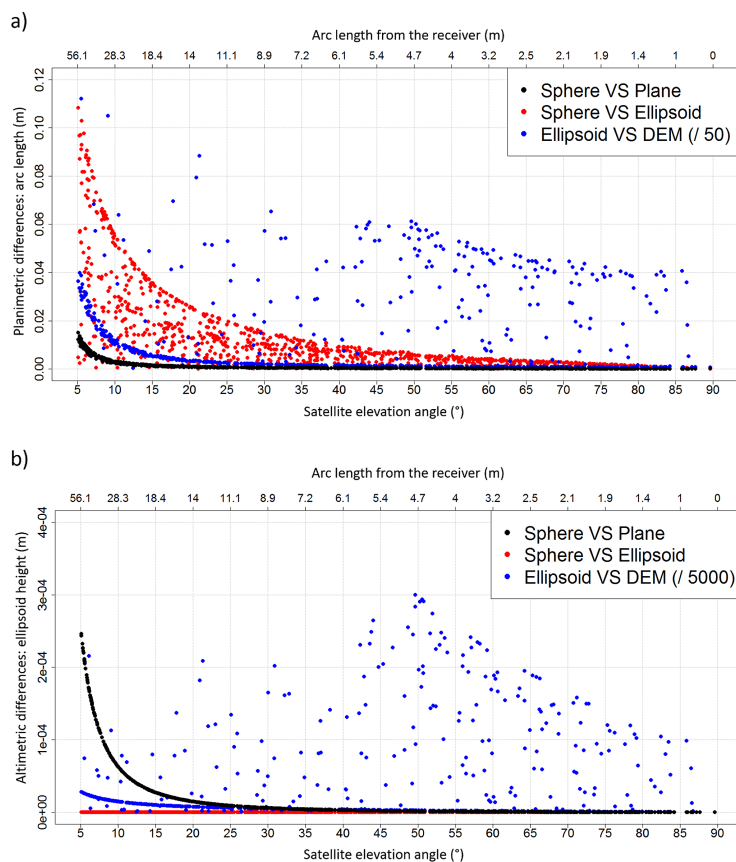 a)
Arc length from the receiver (m)
56.1 28.3 18.4 14 11.1 8.9 7.2 6.1 5.4 4.7 4 3.2 2.5 2.1 1.9 1.4 1 0
Planimetric differences: arc length (m)
0.12
0.10
0.08
0.06
0.04
0.02
0.00
Sphere VS Plane
Sphere VS Ellipsoid
Ellipsoid VS DEM (/ 50)
5 10 15 20 25 30 35 40 45 50 55 60 65 70 75 80 85 90
Satellite elevation angle (°)
b)
Arc length from the receiver (m)
56.1 28.3 18.4 14 11.1 8.9 7.2 6.1 5.4 4.7 4 3.2 2.5 2.1 1.9 1.4 1 0
Altimetric differences: ellipsoid height (m)
4e-04
3e-04
2e-04
1e-04
0e+00
Sphere VS Plane
Sphere VS Ellipsoid
Ellipsoid VS DEM (/ 5000)
5 10 15 20 25 30 35 40 45 50 55 60 65 70 75 80 85 90
Satellite elevation angle (°)